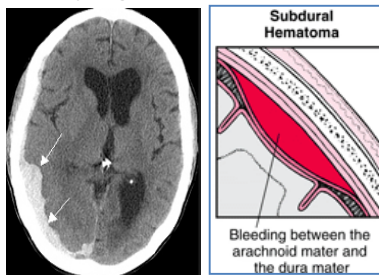 Subdural
Hematoma
Bleeding between the
arachnoid mater and
the dura mater